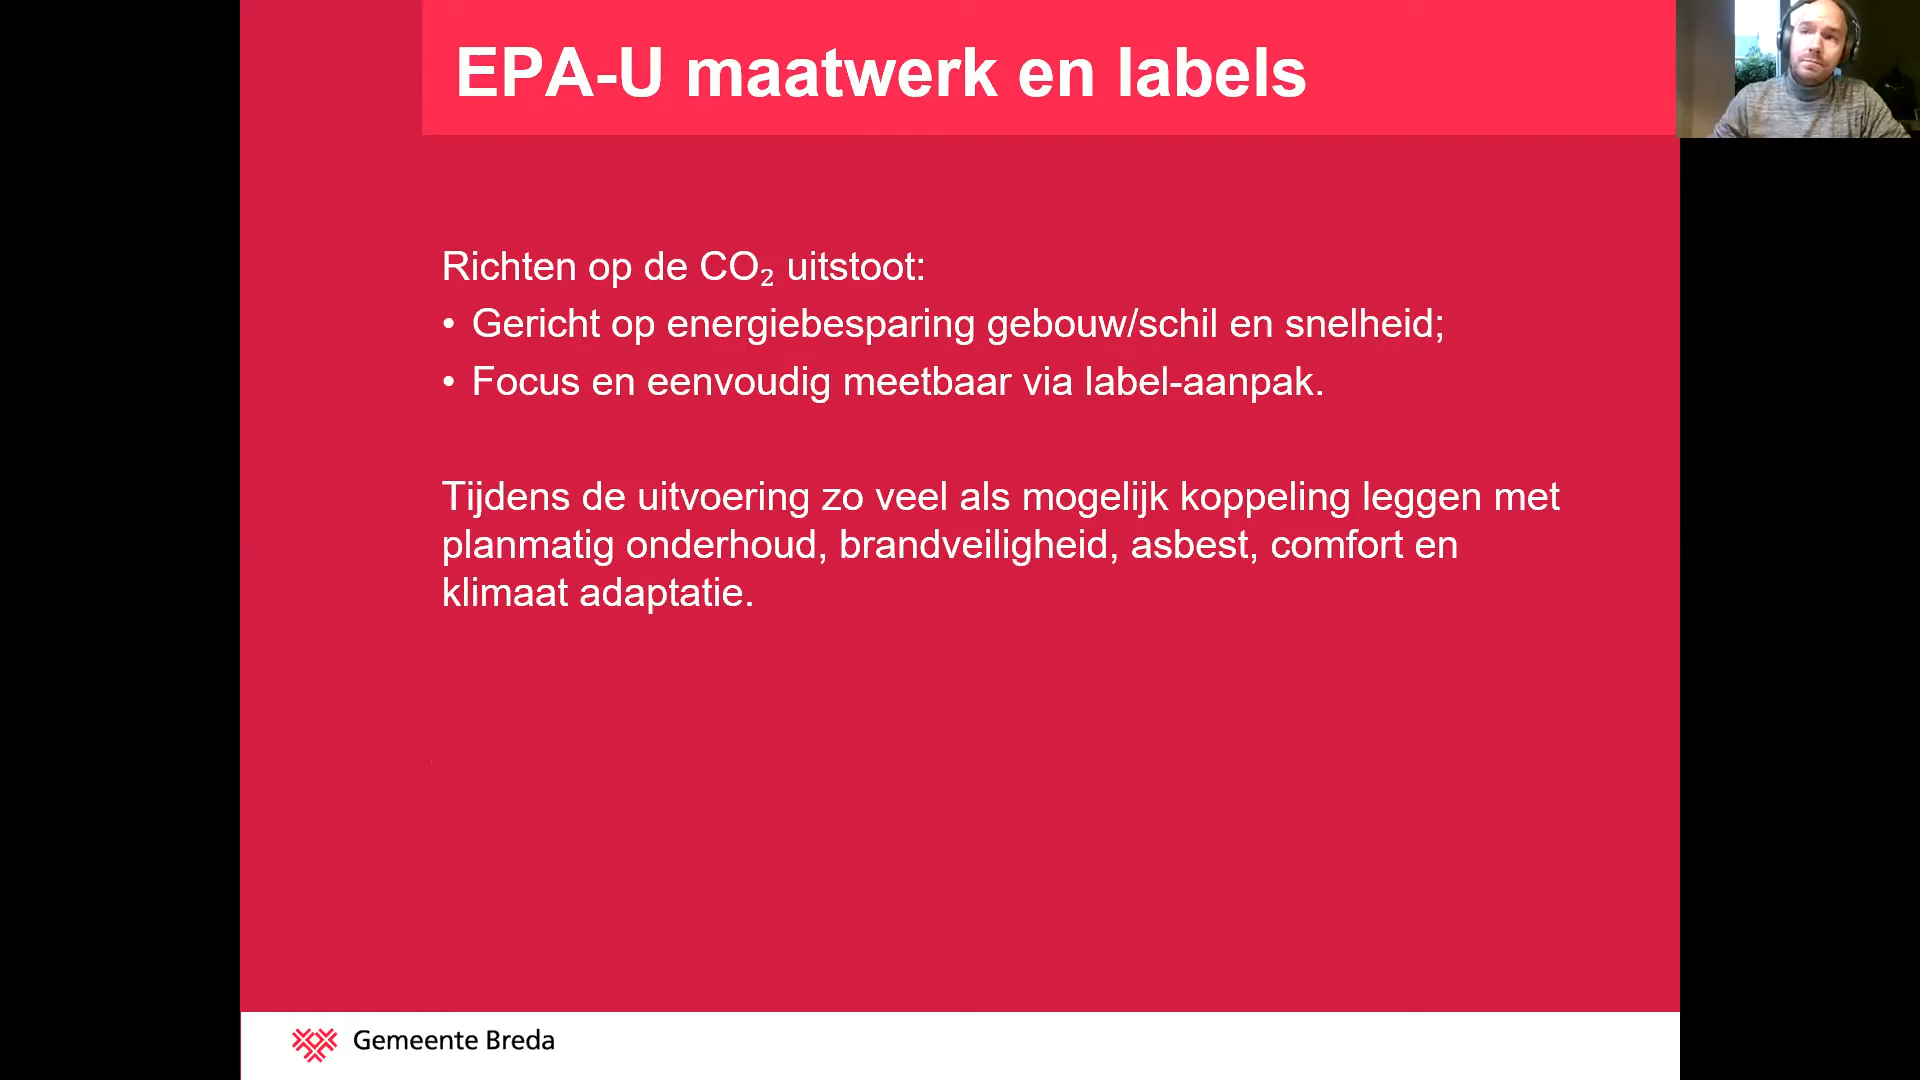 EPA-U maatwerk en labels
Richten op de CO₂ uitstoot:
• Gericht op energiebesparing gebouw/schil en snelheid;
• Focus en eenvoudig meetbaar via label-aanpak.
Tijdens de uitvoering zo veel als mogelijk koppeling leggen met
planmatig onderhoud, brandveiligheid, asbest, comfort en
klimaat adaptatie.
Gemeente Breda